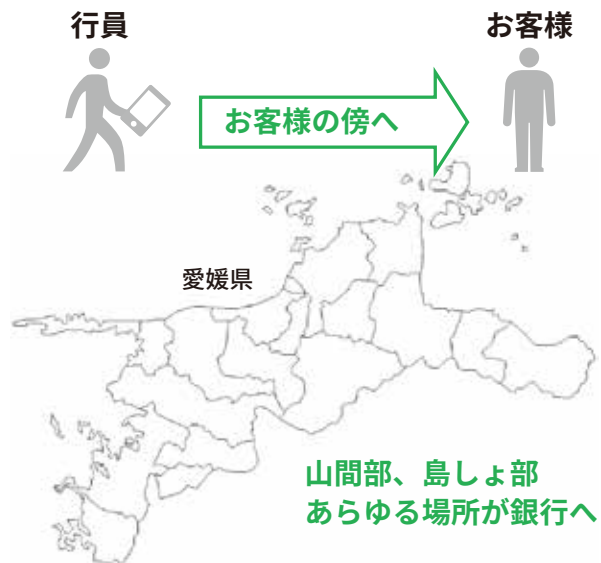 行員
お客様
お客様の傍へ
愛媛県
山間部、島しょ部
あらゆる場所が銀行へ